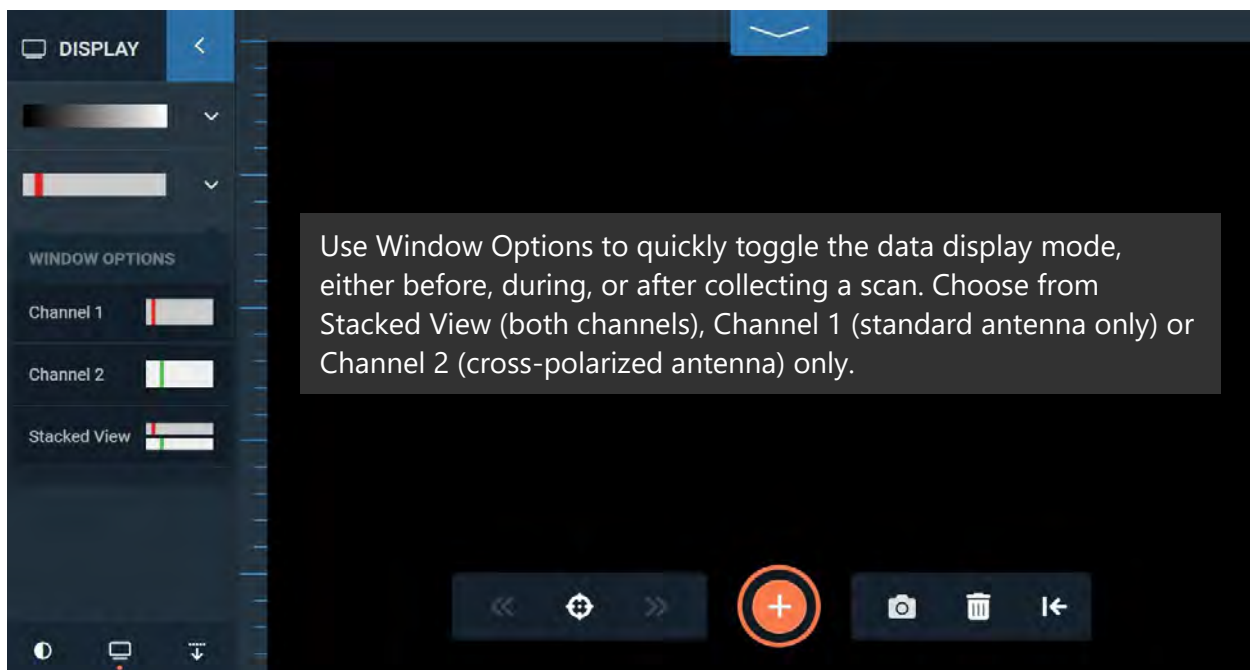 DISPLAY
WINDOW OPTIONS
Channel 1
Channel 2
Stacked View
Use Window Options to quickly toggle the data display mode,
either before, during, or after collecting a scan. Choose from
Stacked View (both channels), Channel 1 (standard antenna only) or
Channel 2 (cross-polarized antenna) only.